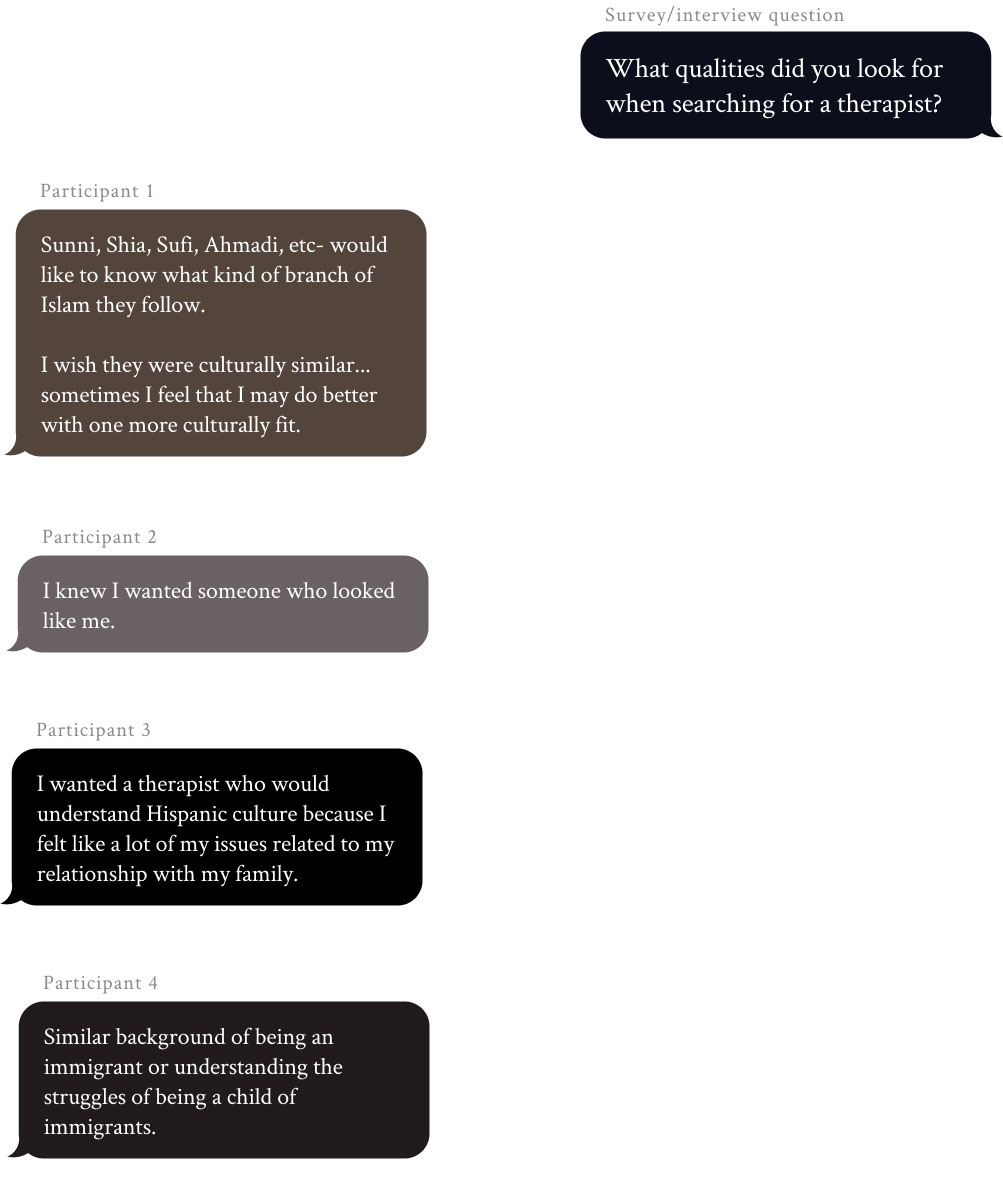 Survey/interview question
What qualities did you look for
when searching for a therapist?
Participant 1
Sunni, Shia, Sufi, Ahmadi, etc- would
like to know what kind of branch of
Islam they follow.
I wish they were culturally similar...
sometimes I feel that I may do better
with one more culturally fit.
Participant 2
I knew I wanted someone who looked
like me.
Participant 3
I wanted a therapist who would
understand Hispanic culture because I
felt like a lot of my issues related to my
relationship with my family.
Participant 4
Similar background of being an
immigrant or understanding the
struggles of being a child of
immigrants.